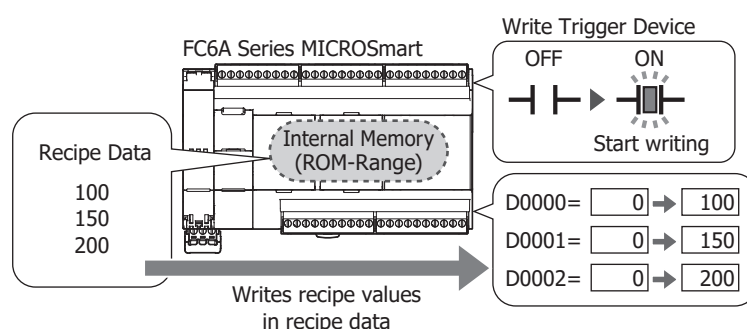 Write Trigger Device
FC6A Series MICROSmart
OFF ON
Start writing
Internal Memory
(ROM-Range)
Recipe Data
100
150
200
D0000= 0 100
D0001= 0 150
D0002= 0 200
Writes recipe values
in recipe data